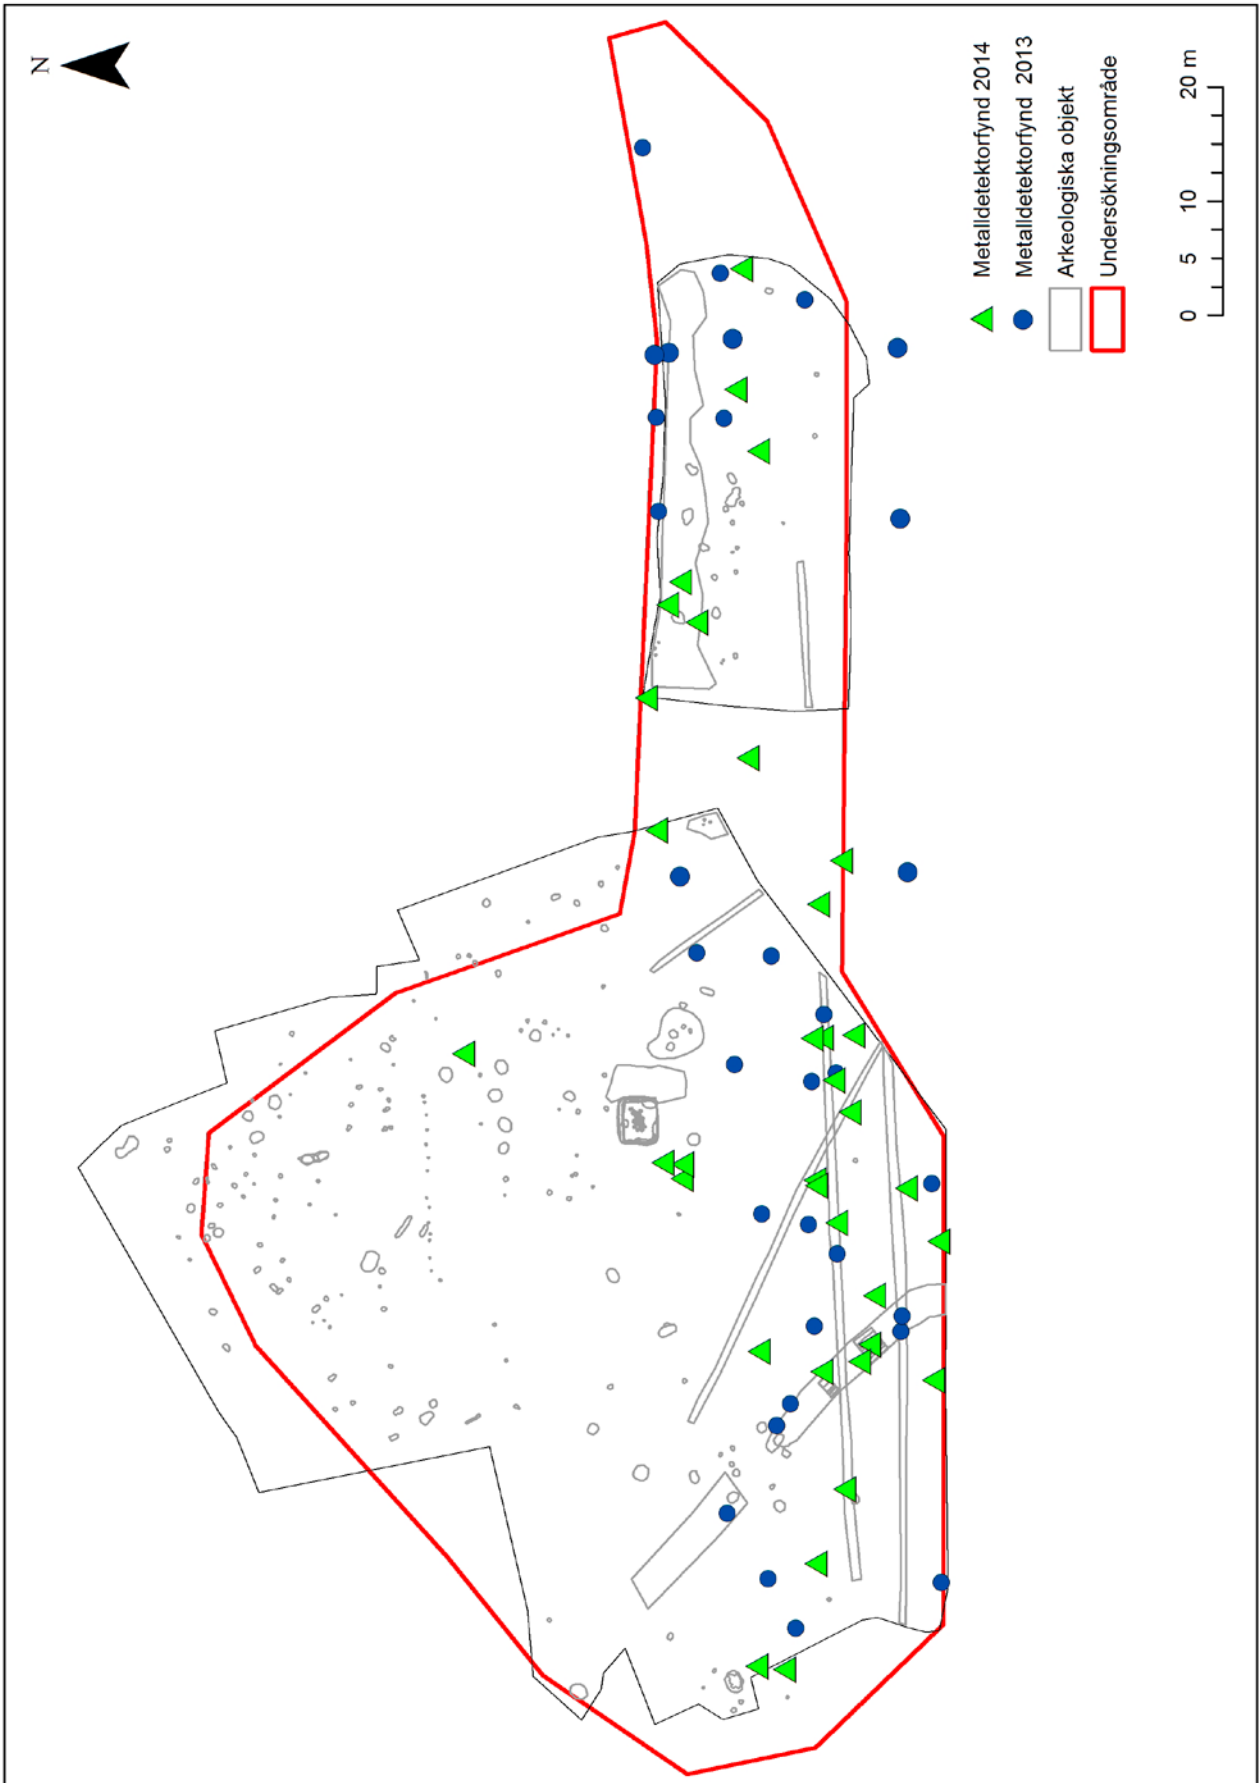 N
Metalldetektorfynd 2014
Metalldetektorfynd 2013
Arkeologiska objekt
Undersökningsområde
0 5 10 20 m